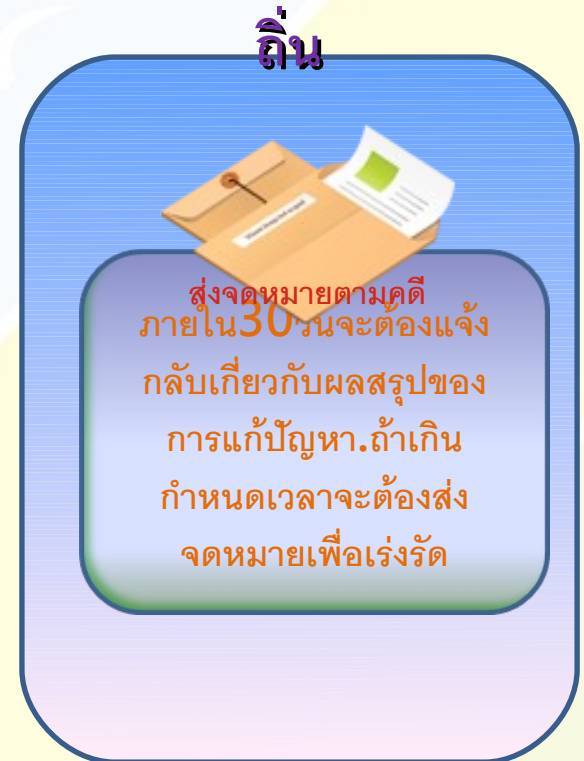 ถิ่น
ส่งจดหมายตามคดี
ภายใน30วันจะต้องแจ้ง
กลับเกี่ยวกับผลสรุปของ
การแก้ปัญหา.ถ้าเกิน
กำหนดเวลาจะต้องส่ง
จดหมายเพื่อเร่งรัด